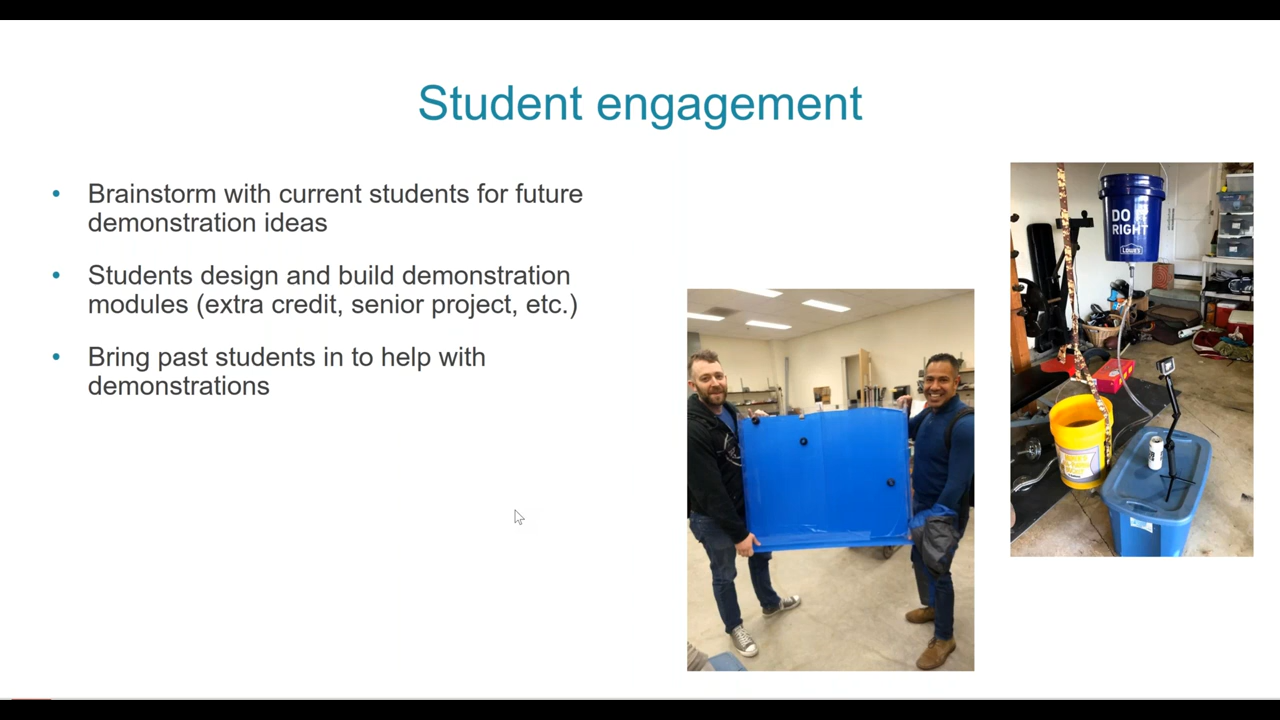 Student engagement
• Brainstorm with current students for future
demonstration ideas
• Students design and build demonstration
modules (extra credit, senior project, etc.)
• Bring past students in to help with
demonstrations
DO
RIGHT
LOWE'S